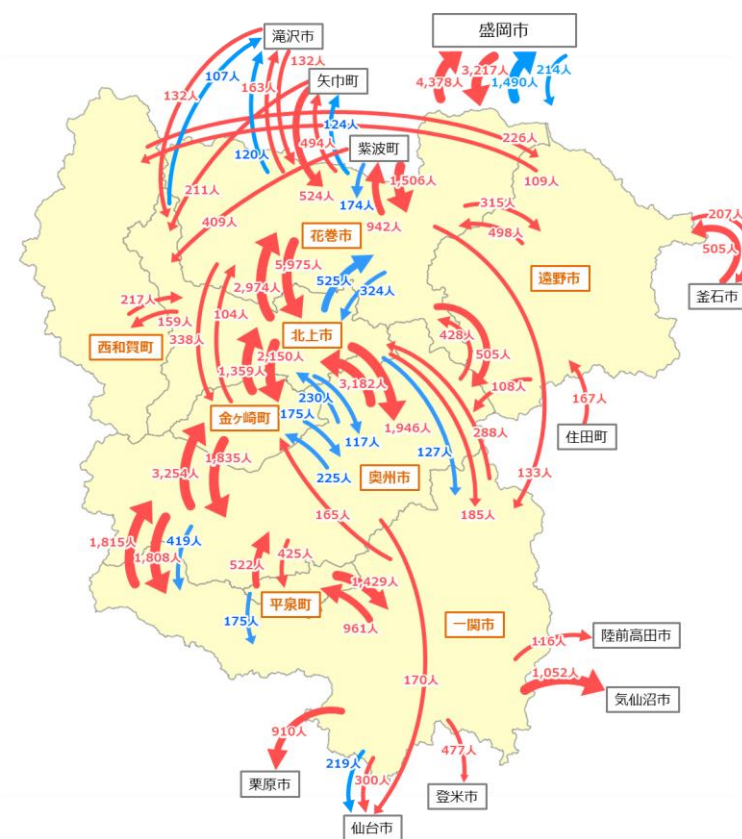 盛岡市
滝沢市
132人
矢巾町
107人
163人
132人
4,378人
3,217人
1,490人
214人
124人
494人
紫波町
226人
120人
109人
211人
524人
174人
1,506人
942人
409人
315人
207人
498人
505人
花巻市
釜石市
遠野市
5,975人
2,974人
525人
324人
217人
104人
159人
338人
北上市
428人
西和賀町
505人
2,150人
1,359人
3,182人
108人
230人
167人
金ヶ崎町
175人
1,946人
288人
住田町
117人
127人
1,835人
3,254人
225人
奥州市
133人
165人
185人
1,815人
419人
1,808人
425人
522人
1,429人
平泉町
175人
961人
一関市
116人
陸前高田市
170人
1,052人
気仙沼市
910人
477人
219人
300人
栗原市
登米市
仙台市